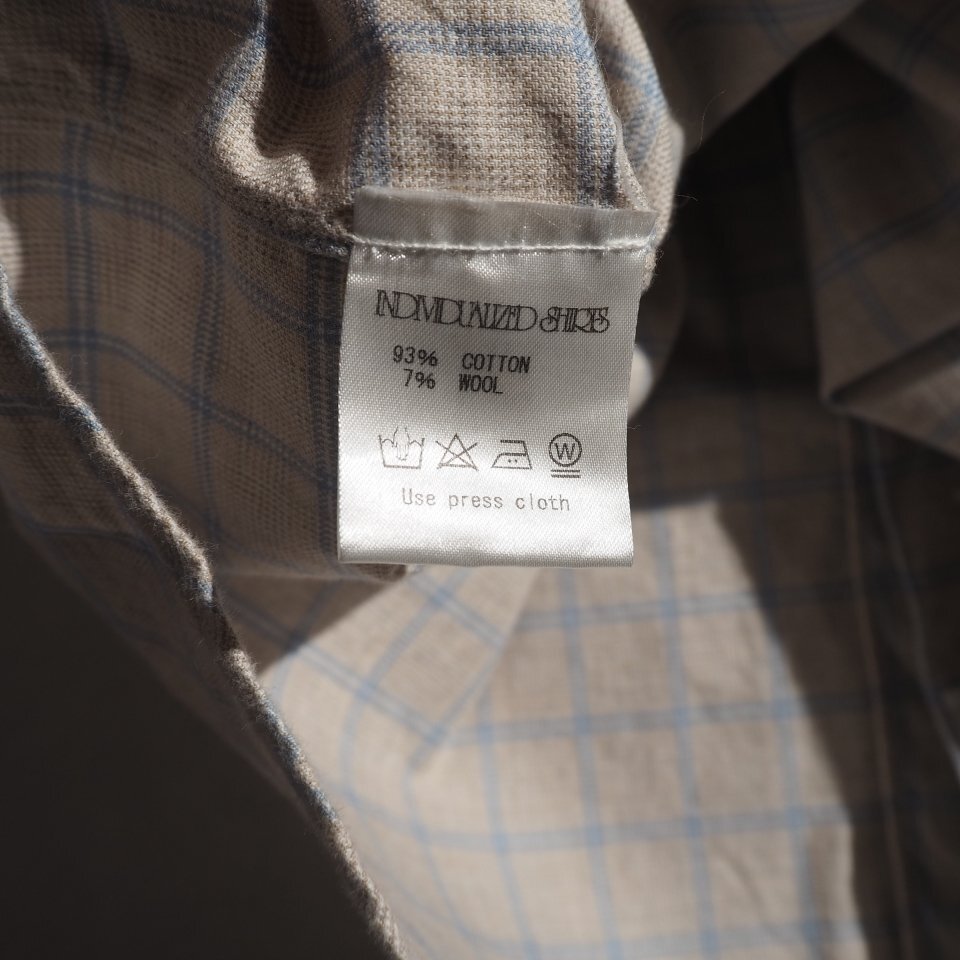 INDIVIDUALIZED SHIRTS
93% COTTON
7% WOOL
W
Use press cloth